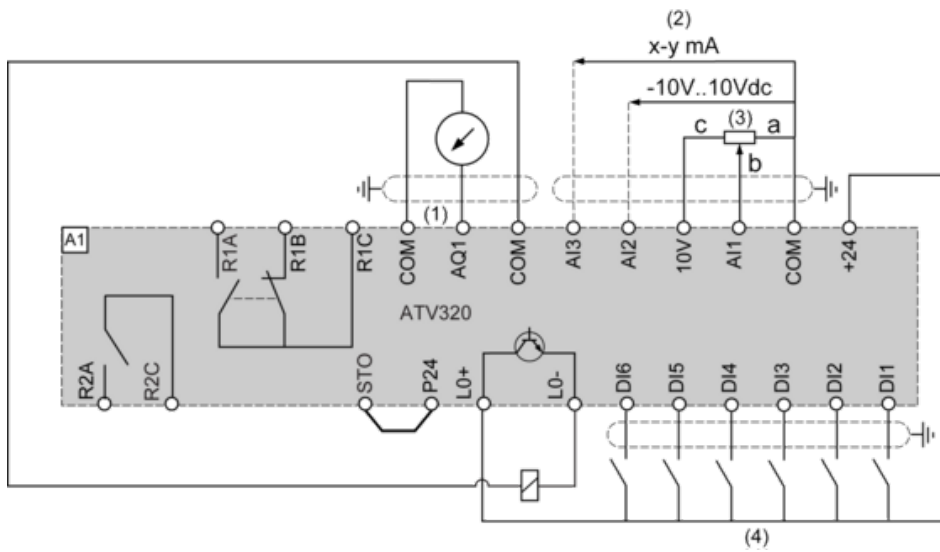 (2)
x-y mA
-10V..10Vdc
c (3) a
b
(1)
A1
R1A R1B R1C COM AQ1 COM AI3 AI2 10V AI1 COM +24
ATV320
R2A R2C STO P24 L0+ L0- DI6 DI5 DI4 DI3 DI2 DI1
(4)